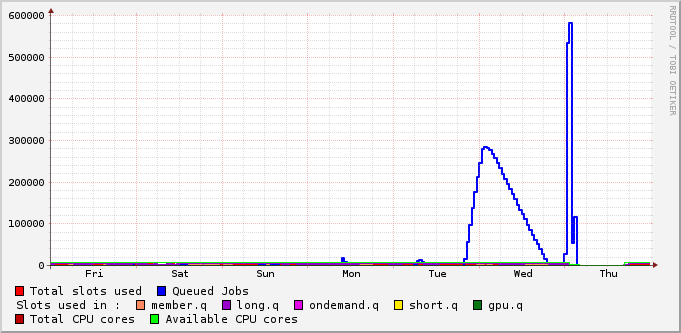 600000
500000
400000
300000
200000
100000
0
Fri Sat Sun Mon Tue Wed Thu
RRDTOOL / TOBI OETIKER
Total slots used Queued Jobs
Slots used in : member.q long.q ondemand.q short.q gpu.q
Total CPU cores Available CPU cores